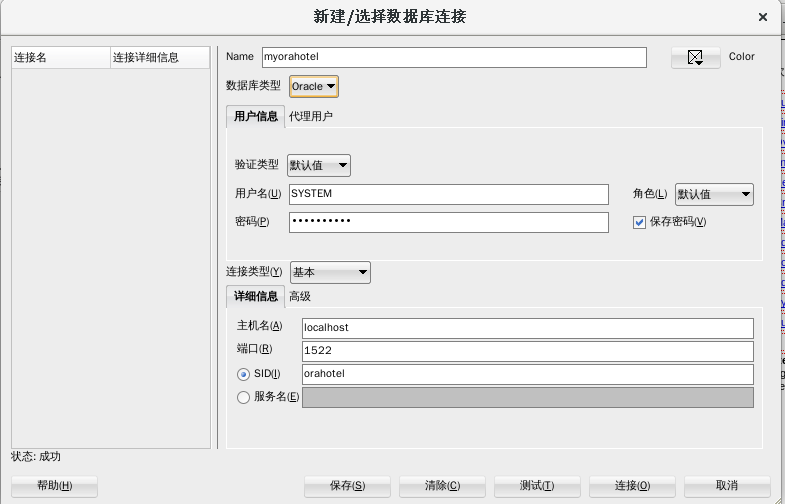 新建/选择数据库连接
连接名 连接详细信息
Name myorahotel Color
数据库类型 Oracle
用户信息 代理用户
验证类型 默认值
用户名(U) SYSTEM 角色(L) 默认值
密码(P) •••••••••• 保存密码(V)
连接类型(Y) 基本
详细信息 高级
主机名(A) localhost
端口(R) 1522
SID(I) orahotel
服务名(E)
状态: 成功
帮助(H) 保存(S) 清除(C) 测试(T) 连接(O) 取消